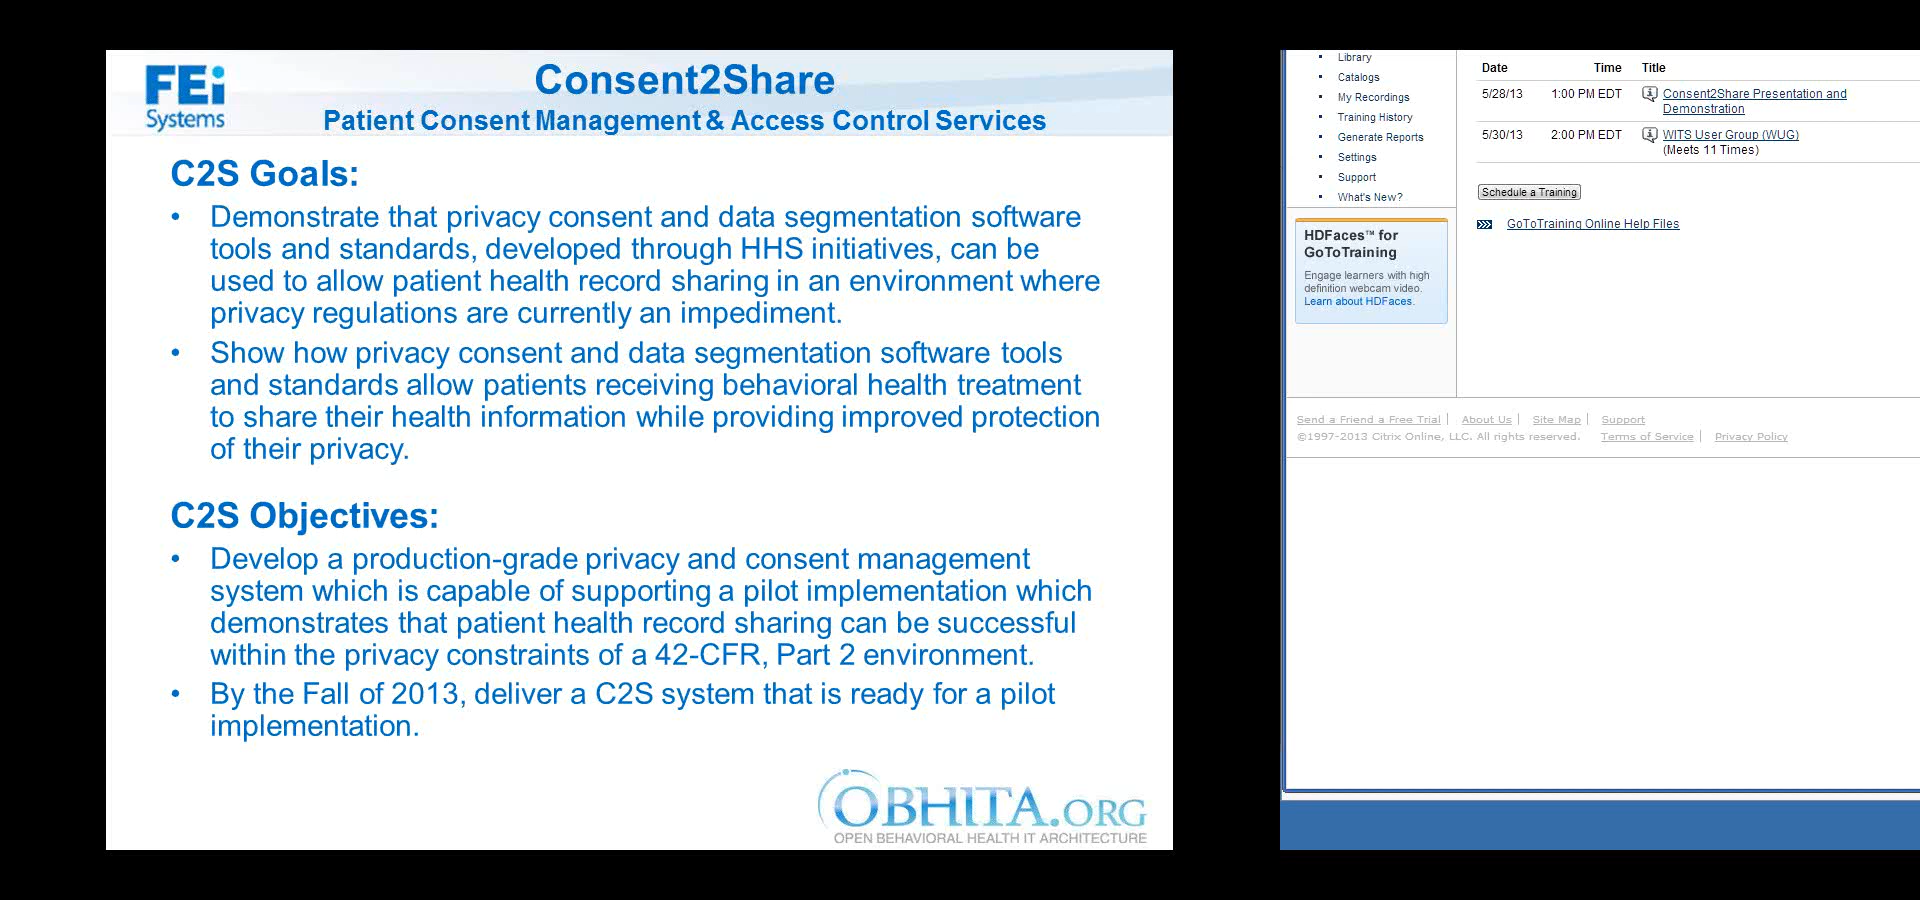 FEi
Systems
Consent2Share
Patient Consent Management & Access Control Services
C2S Goals:
• Demonstrate that privacy consent and data segmentation software
tools and standards, developed through HHS initiatives, can be
used to allow patient health record sharing in an environment where
privacy regulations are currently an impediment.
• Show how privacy consent and data segmentation software tools
and standards allow patients receiving behavioral health treatment
to share their health information while providing improved protection
of their privacy.
C2S Objectives:
• Develop a production-grade privacy and consent management
system which is capable of supporting a pilot implementation which
demonstrates that patient health record sharing can be successful
within the privacy constraints of a 42-CFR, Part 2 environment.
• By the Fall of 2013, deliver a C2S system that is ready for a pilot
implementation.
OBHITA.ORG
OPEN BEHAVIORAL HEALTH IT ARCHITECTURE
Library
Catalogs
My Recordings
Training History
Generate Reports
Settings
Support
What's New?
HDFaces™ for
GoToTraining
Engage learners with high
definition webcam video.
Learn about HDFaces.
Date Time Title
5/28/13 1:00 PM EDT Consent2Share Presentation and
Demonstration
5/30/13 2:00 PM EDT WITS User Group (WUG)
(Meets 11 Times)
Schedule a Training
GoToTraining Online Help Files
Send a Friend a Free Trial | About Us | Site Map | Support
©1997-2013 Citrix Online, LLC. All rights reserved. Terms of Service | Privacy Policy